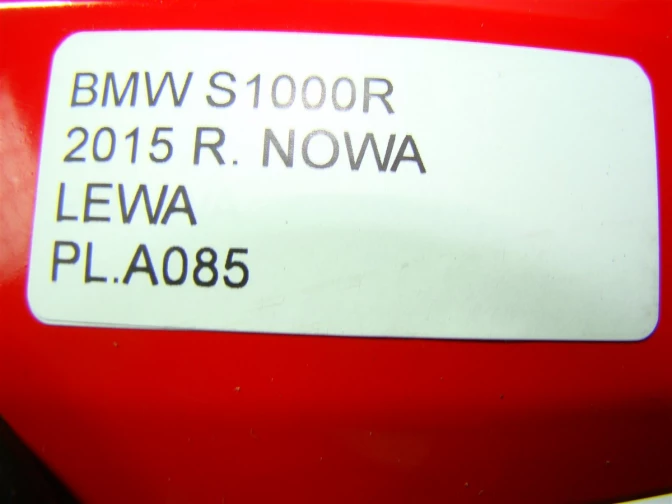 BMW S1000R
2015 R. NOWA
LEWA
PL.A085